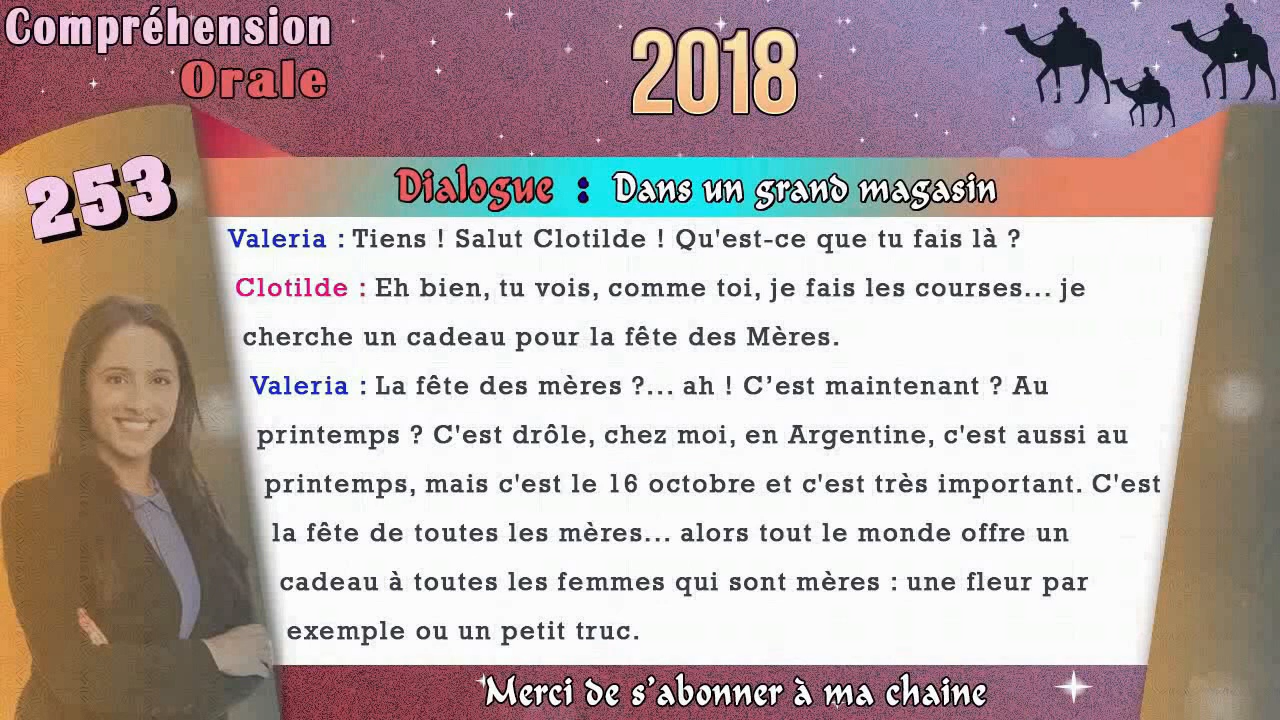 Compréhension
Orale
2018
253
Dialogue : Dans un grand magasin
Valeria : Tiens ! Salut Clotilde ! Qu'est-ce que tu fais là ?
Clotilde : Eh bien, tu vois, comme toi, je fais les courses... je
cherche un cadeau pour la fête des Mères.
Valeria : La fête des mères ?... ah ! C’est maintenant ? Au
printemps ? C'est drôle, chez moi, en Argentine, c'est aussi au
printemps, mais c'est le 16 octobre et c'est très important. C'est
la fête de toutes les mères... alors tout le monde offre un
cadeau à toutes les femmes qui sont mères : une fleur par
exemple ou un petit truc.
Merci de s’abonner à ma chaine